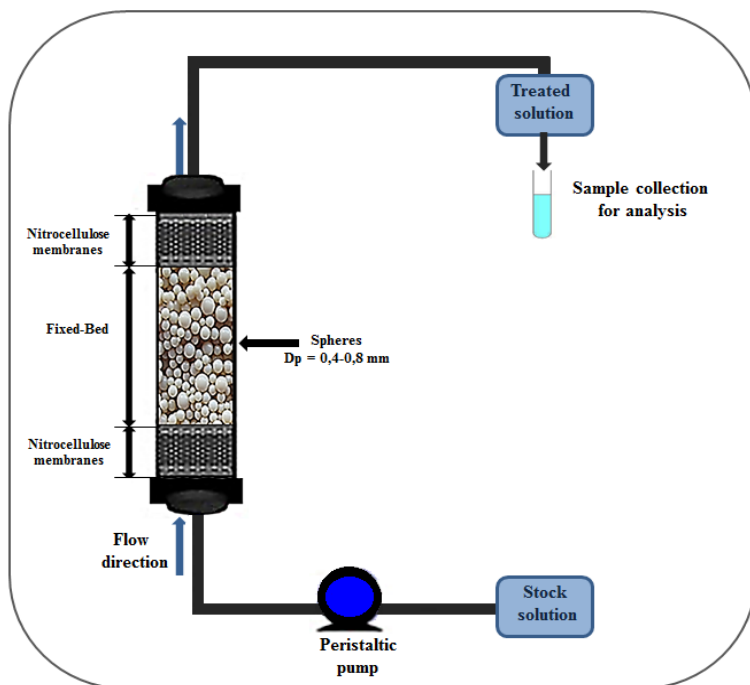 Treated
solution
Sample collection
for analysis
Nitrocellulose
membranes
Fixed-Bed
Spheres
Dp = 0,4-0,8 mm
Nitrocellulose
membranes
Flow
direction
Peristaltic
pump
Stock
solution